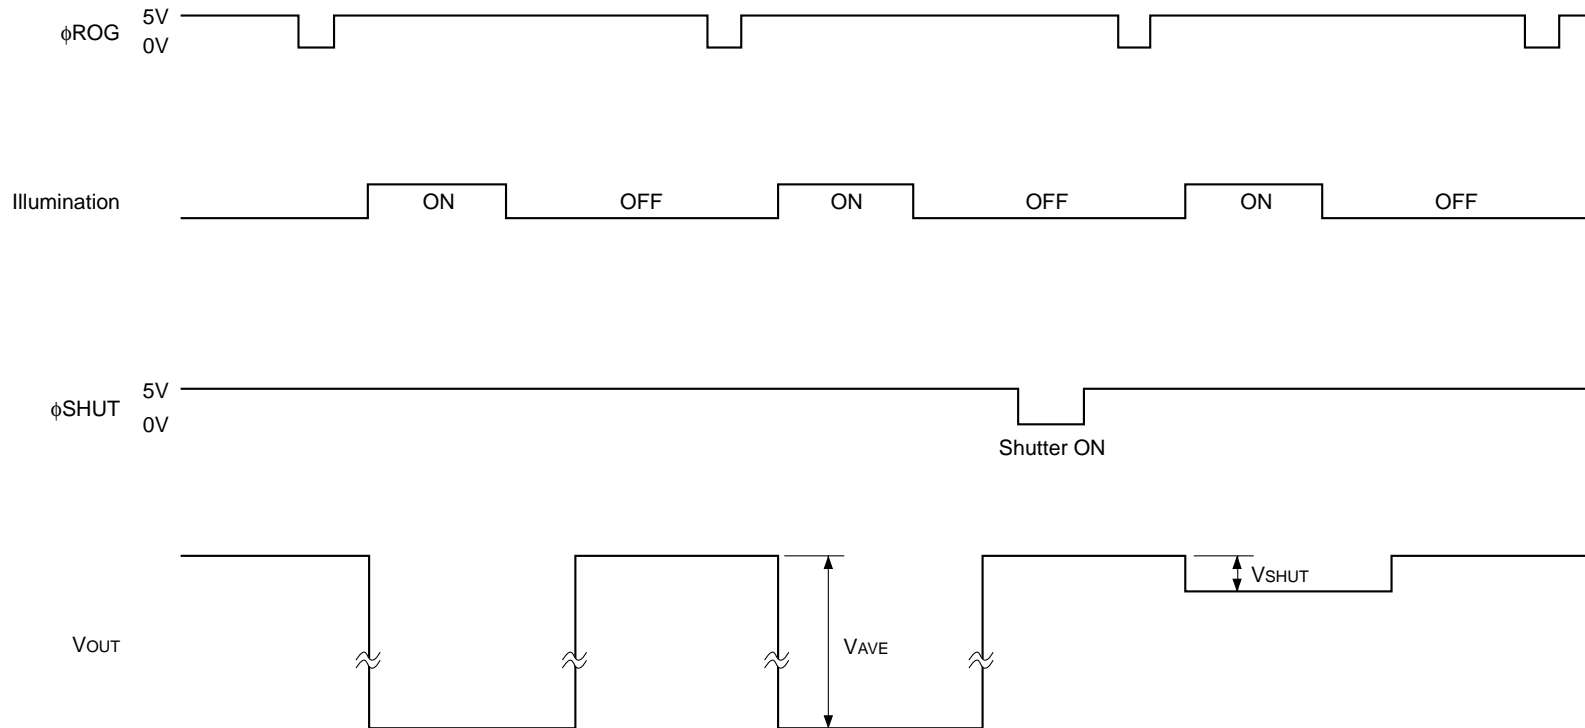 5V
ϕROG
0V
Illumination ON OFF ON OFF ON OFF
5V
ϕSHUT
0V
Shutter ON
VSHUT
VOUT VAVE